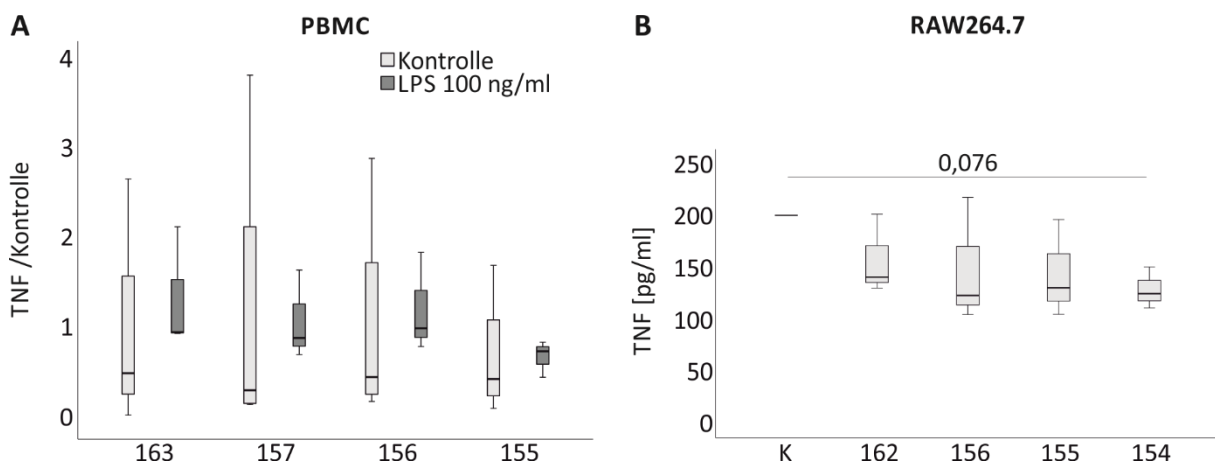 A
PBMC
Kontrolle
LPS 100 ng/ml
TNF /Kontrolle
4
3
2
1
0
163 157 156 155
B
RAW264.7
0,076
TNF [pg/ml]
250
200
150
100
50
0
K 162 156 155 154